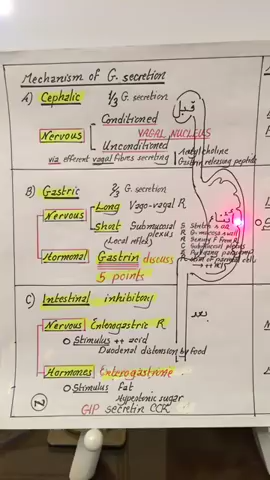 Mechanism of G. secretion
A) Cephalic 1/3 G. secretion
قبل
Conditioned
Nervous VAGAL NUCLEUS
Unconditioned
via efferent vagal fibres secreting Acetylcholine
Gastrin releasing peptide
B) Gastric 2/3 G. secretion
Long Vago-vagal R
Nervous
Short Submucosal plexus
(Local reflex)
أثناء
Hormonal Gastrin discuss
5 points
C) Intestinal inhibitory
بعد
Nervous Enterogastric R
O Stimulus ++ acid
Duodenal distension by food
Hormones Enterogastrone
O Stimulus Fat
Hypotonic sugar
GIP secretin CCK
2